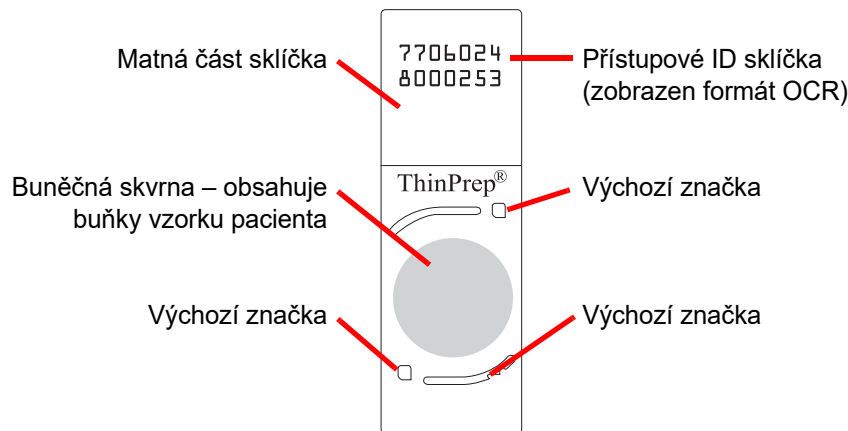 Matná část sklíčka
7706024
8000253
Přístupové ID sklíčka
(zobrazen formát OCR)
ThinPrep®
Buněčná skvrna – obsahuje
buňky vzorku pacienta
Výchozí značka
Výchozí značka
Výchozí značka